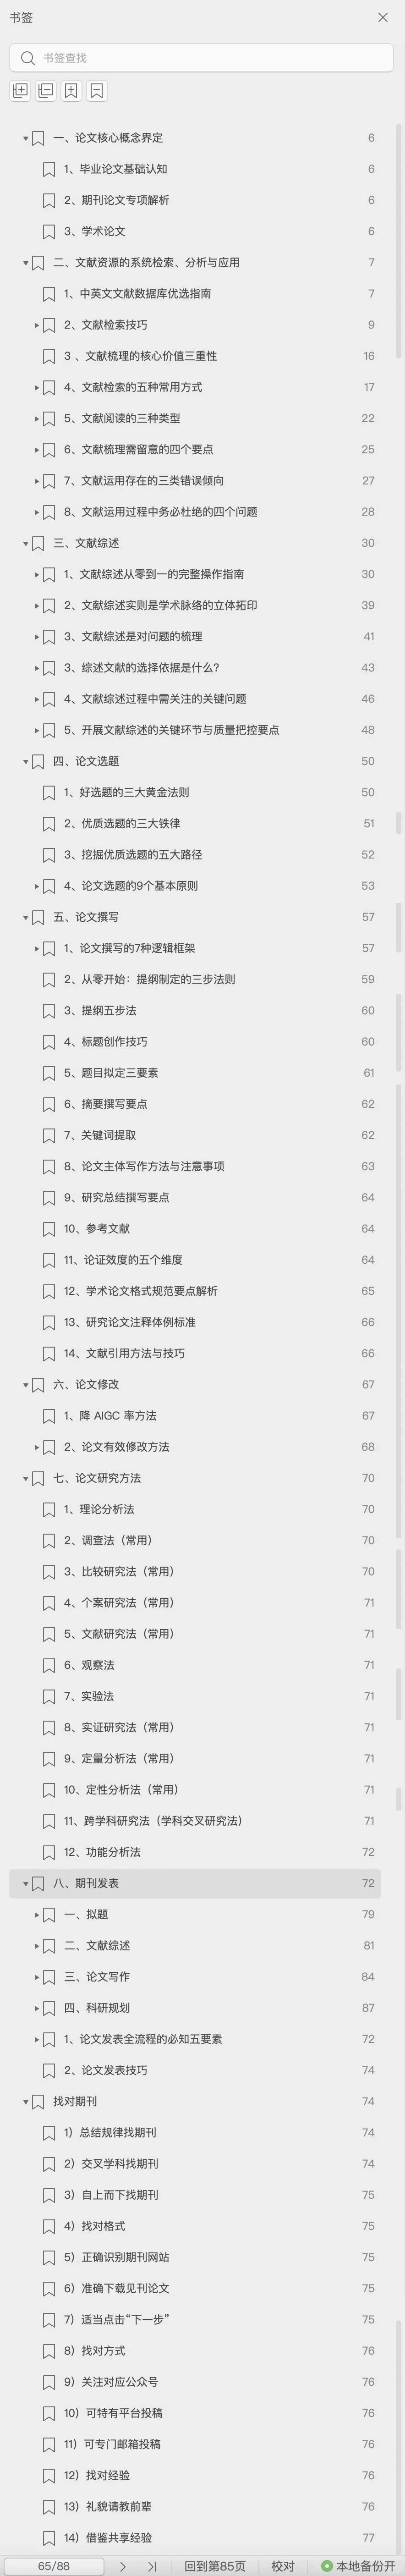 书签
书签查找
一、论文核心概念界定 6
1、毕业论文基础认知 6
2、期刊论文专项解析 6
3、学术论文 6
二、文献资源的系统检索、分析与应用 7
1、中英文文献数据库优选指南 7
2、文献检索技巧 9
3 、文献梳理的核心价值三重性 16
4、文献检索的五种常用方式 17
5、文献阅读的三种类型 22
6、文献梳理需留意的四个要点 25
7、文献运用存在的三类错误倾向 27
8、文献运用过程中务必杜绝的四个问题 28
三、文献综述 30
1、文献综述从零到一的完整操作指南 30
2、文献综述实则是学术脉络的立体拓印 39
3、文献综述是对问题的梳理 41
3、综述文献的选择依据是什么? 43
4、文献综述过程中需关注的关键问题 46
5、开展文献综述的关键环节与质量把控要点 48
四、论文选题 50
1、好选题的三大黄金法则 50
2、优质选题的三大铁律 51
3、挖掘优质选题的五大路径 52
4、论文选题的9个基本原则 53
五、论文撰写 57
1、论文撰写的7种逻辑框架 57
2、从零开始：提纲制定的三步法则 59
3、提纲五步法 60
4、标题创作技巧 60
5、题目拟定三要素 61
6、摘要撰写要点 62
7、关键词提取 62
8、论文主体写作方法与注意事项 63
9、研究总结撰写要点 64
10、参考文献 64
11、论证效度的五个维度 64
12、学术论文格式规范要点解析 65
13、研究论文注释体例标准 66
14、文献引用方法与技巧 66
六、论文修改 67
1、降 AIGC 率方法 67
2、论文有效修改方法 68
七、论文研究方法 70
1、理论分析法 70
2、调查法（常用） 70
3、比较研究法（常用） 70
4、个案研究法（常用） 71
5、文献研究法（常用） 71
6、观察法 71
7、实验法 71
8、实证研究法（常用） 71
9、定量分析法（常用） 71
10、定性分析法（常用） 71
11、跨学科研究法（学科交叉研究法） 71
12、功能分析法 72
八、期刊发表 72
一、拟题 79
二、文献综述 81
三、论文写作 84
四、科研规划 87
1、论文发表全流程的必知五要素 72
2、论文发表技巧 74
找对期刊 74
1）总结规律找期刊 74
2）交叉学科找期刊 74
3）自上而下找期刊 75
4）找对格式 75
5）正确识别期刊网站 75
6）准确下载见刊论文 75
7）适当点击“下一步” 75
8）找对方式 76
9）关注对应公众号 76
10）可特有平台投稿 76
11）可专门邮箱投稿 76
12）找对经验 76
13）礼貌请教前辈 76
14）借鉴共享经验 77
65/88 回到第85页 校对 本地备份开